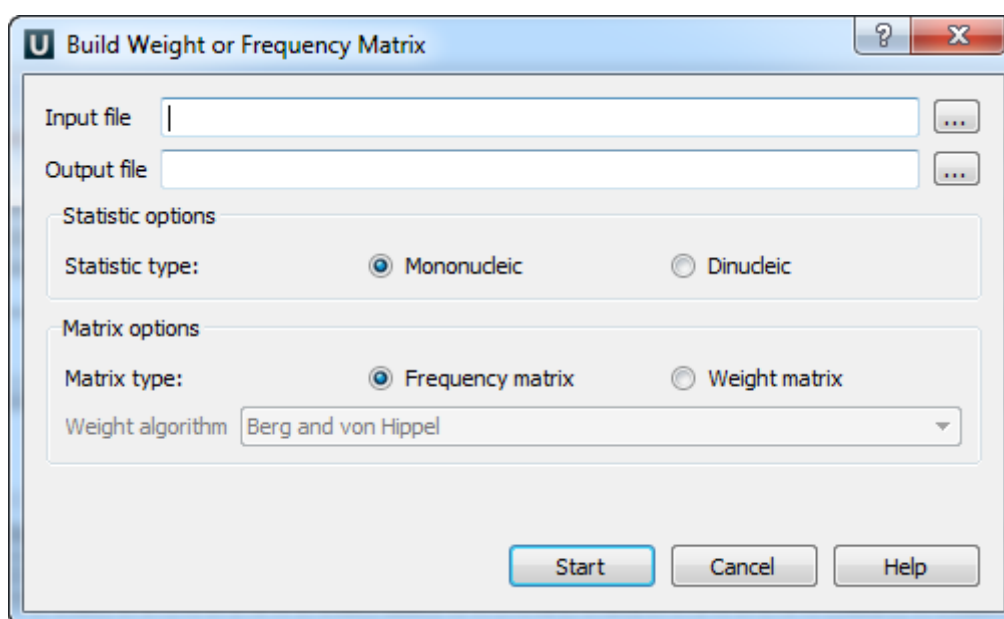 U Build Weight or Frequency Matrix ? X
Input file ...
Output file ...
Statistic options
Statistic type: Mononucleic Dinucleic
Matrix options
Matrix type: Frequency matrix Weight matrix
Weight algorithm Berg and von Hippel
Start Cancel Help